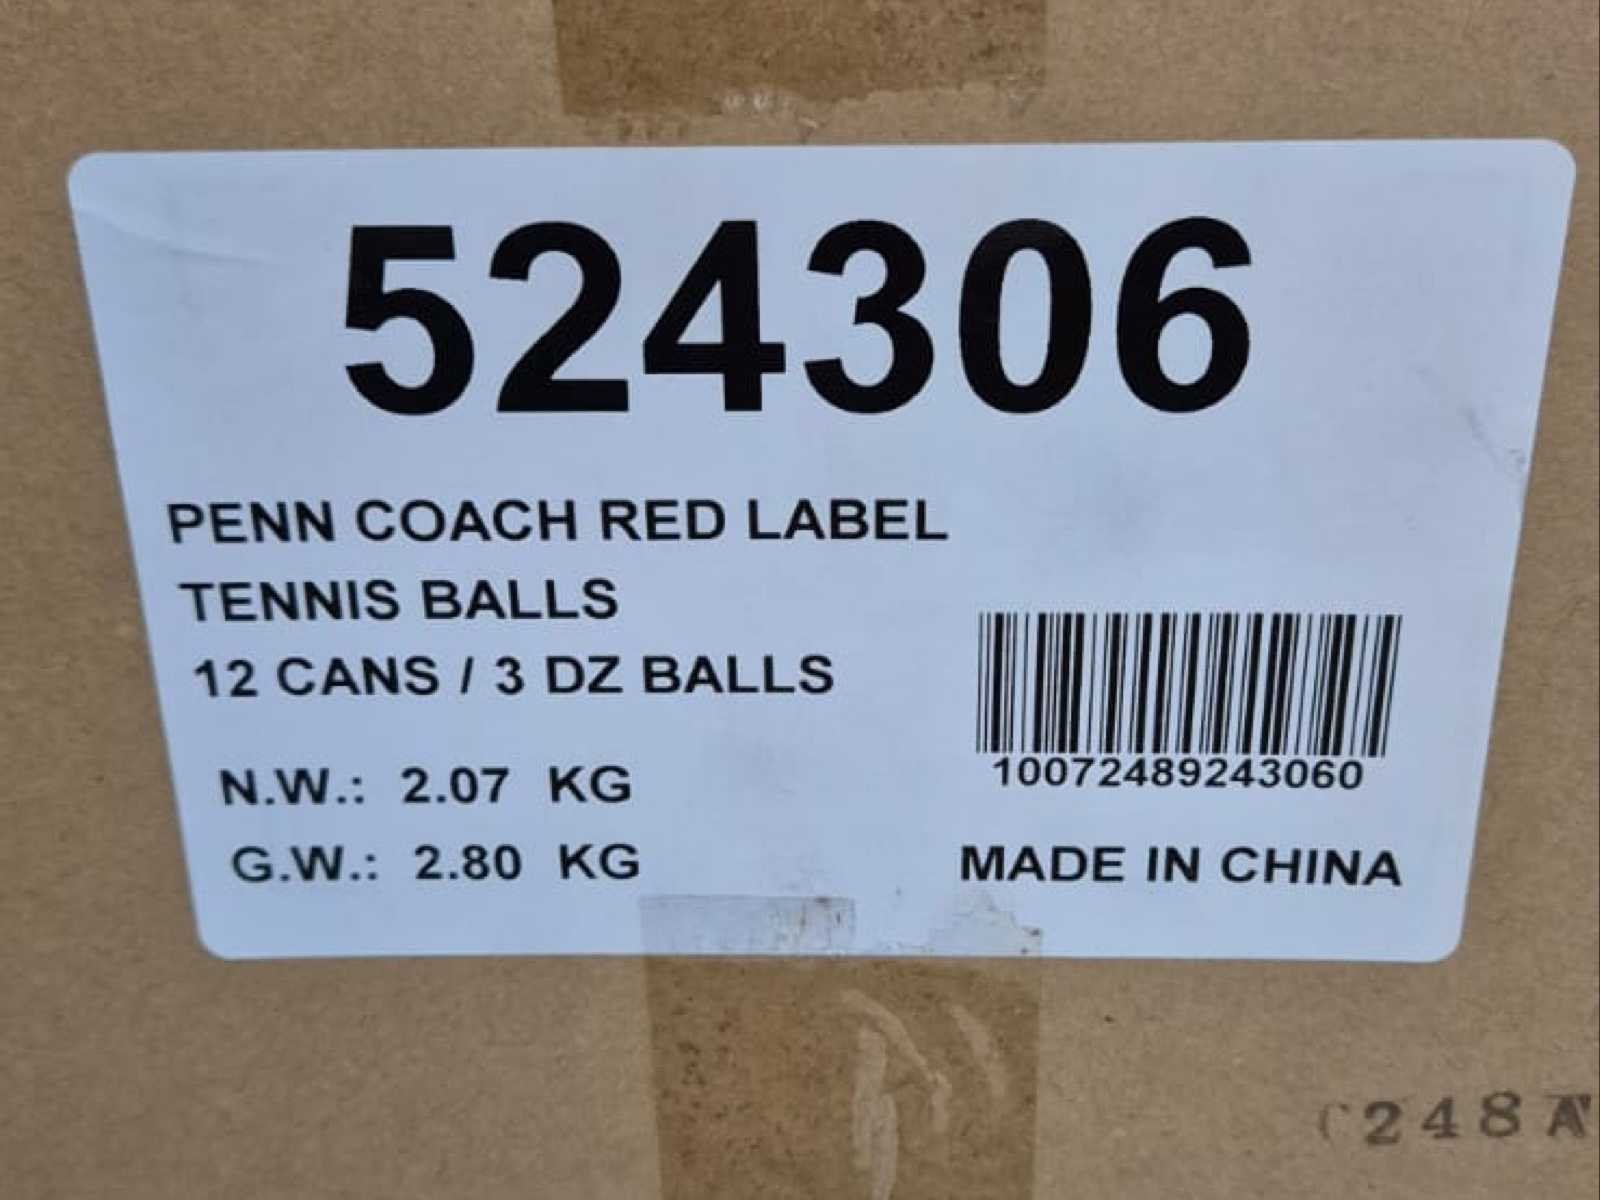 524306
PENN COACH RED LABEL
TENNIS BALLS
12 CANS / 3 DZ BALLS
N.W.: 2.07 KG
G.W.: 2.80 KG
10072489243060
MADE IN CHINA
248A